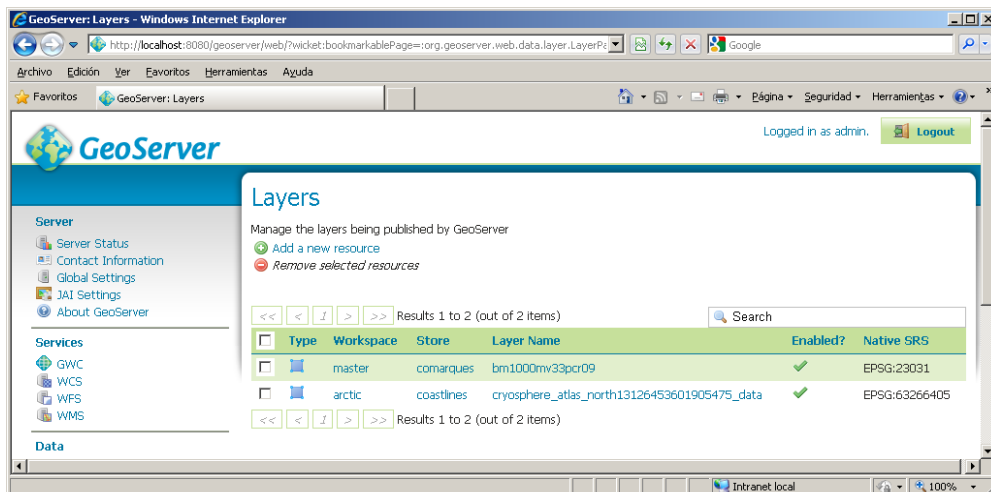 GeoServer: Layers - Windows Internet Explorer
http://localhost:8080/geoserver/web/?wicket:bookmarkablePage=:org.geoserver.web.data.layer.LayerPa
Google
Archivo Edición Ver Favoritos Herramientas Ayuda
Favoritos GeoServer: Layers Página Seguridad Herramientas
GeoServer
Logged in as admin. Logout
Server
Server Status
Contact Information
Global Settings
JAI Settings
About GeoServer
Services
GWC
WCS
WFS
WMS
Data
Layers
Manage the layers being published by GeoServer
Add a new resource
Remove selected resources
<< < 1 > >> Results 1 to 2 (out of 2 items) Search
Type Workspace Store Layer Name Enabled? Native SRS
master comarques bm1000mv33pcr09 EPSG:23031
arctic coastlines cryosphere_atlas_north13126453601905475_data EPSG:63266405
<< < 1 > >> Results 1 to 2 (out of 2 items)
Intranet local 100%